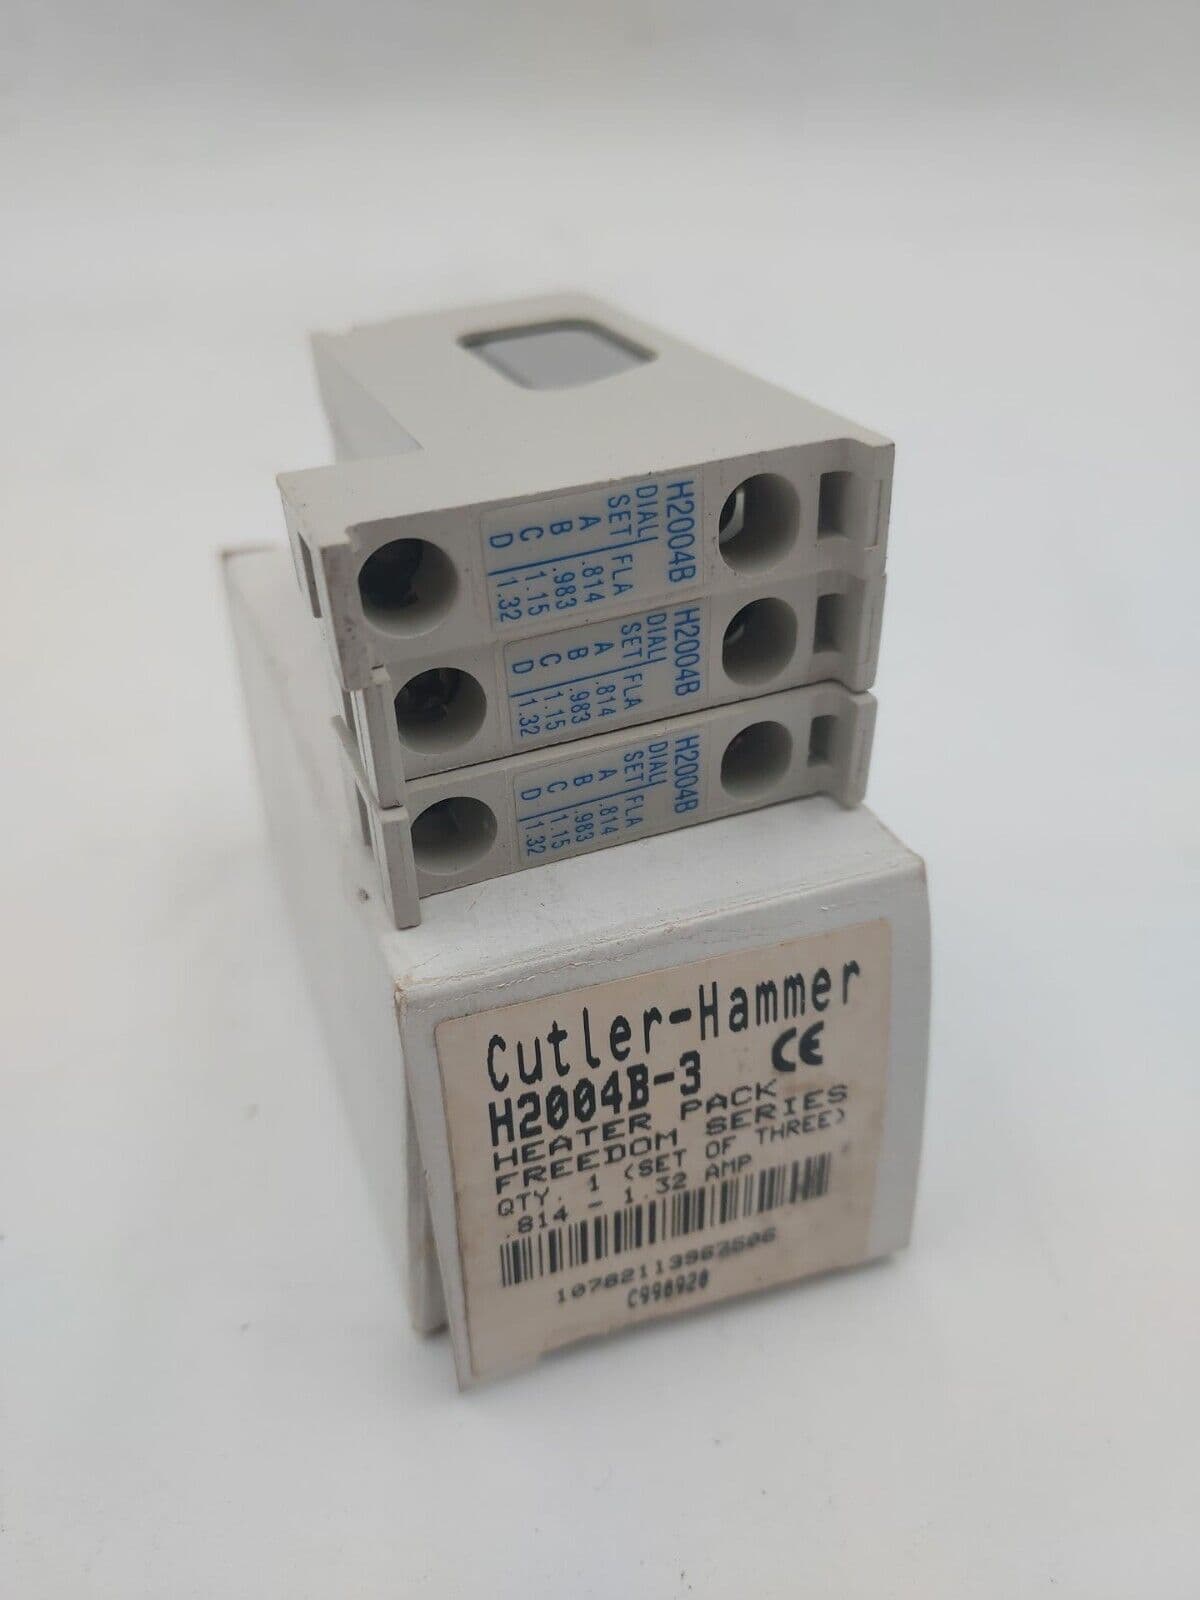 H2004B
DIAL
SET FLA
A .814
B .983
C 1.15
D 1.32
H2004B
DIAL
SET FLA
A .814
B .983
C 1.15
D 1.32
H2004B
DIAL
SET FLA
A .814
B .983
C 1.15
D 1.32
Cutler-Hammer
H2004B-3 CE
HEATER PACK
FREEDOM SERIES
QTY. 1 (SET OF THREE)
.814 - 1.32 AMP